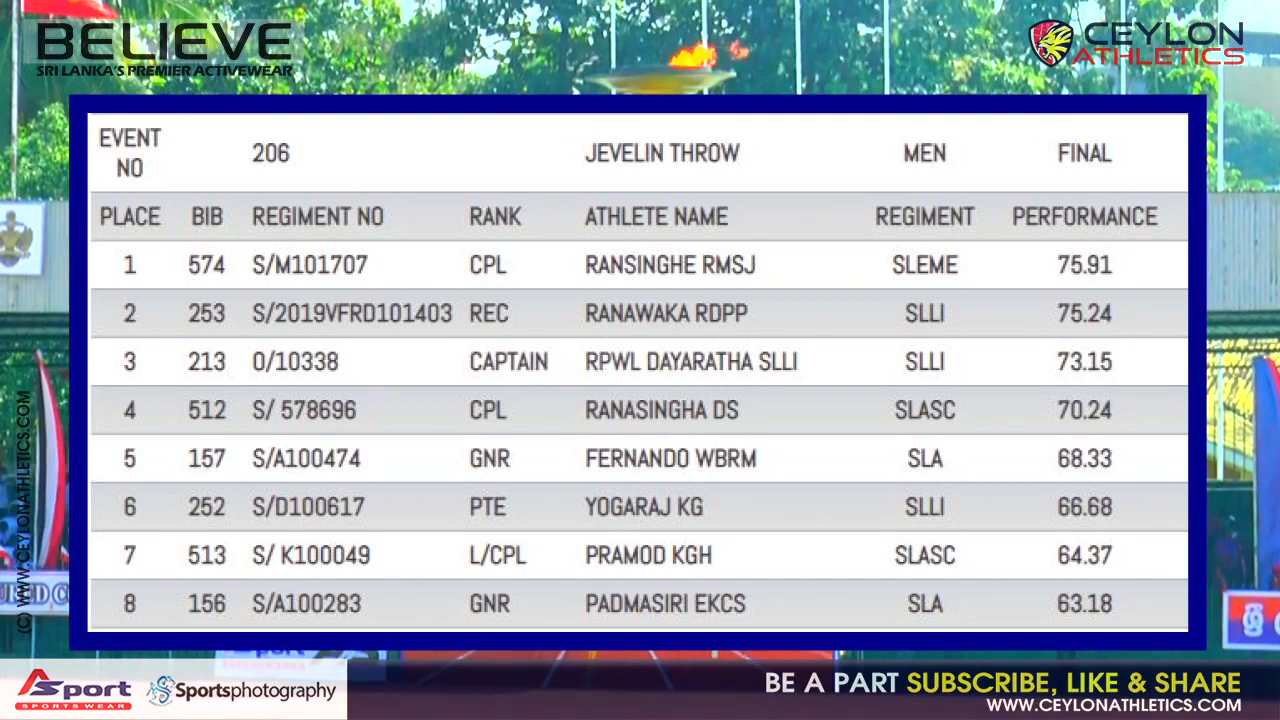 BELIEVE
SRI LANKA'S PREMIER ACTIVEWEAR
CEYLON
ATHLETICS
EVENT NO 206 JEVELIN THROW MEN FINAL
PLACE BIB REGIMENT NO RANK ATHLETE NAME REGIMENT PERFORMANCE
1 574 S/M101707 CPL RANSINGHE RMSJ SLEME 75.91
2 253 S/2019VFRD101403 REC RANAWAKA RDPP SLLI 75.24
3 213 O/10338 CAPTAIN RPWL DAYARATHA SLLI SLLI 73.15
4 512 S/ 578696 CPL RANASINGHA DS SLASC 70.24
5 157 S/A100474 GNR FERNANDO WBRM SLA 68.33
6 252 S/D100617 PTE YOGARAJ KG SLLI 66.68
7 513 S/ K100049 L/CPL PRAMOD KGH SLASC 64.37
8 156 S/A100283 GNR PADMASIRI EKCS SLA 63.18
(C) WWW.CEYLONATHLETICS.COM
ASport
SPORTS WEAR
Sportsphotography
BE A PART SUBSCRIBE, LIKE & SHARE
WWW.CEYLONATHLETICS.COM